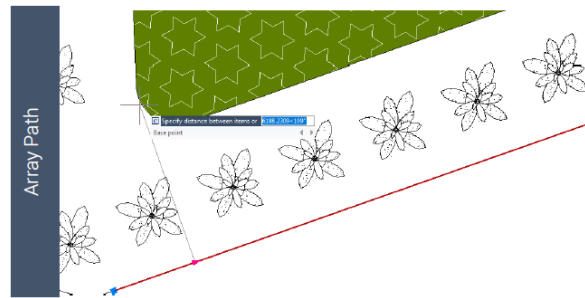 Array Path
Specify distance between items or
Base point